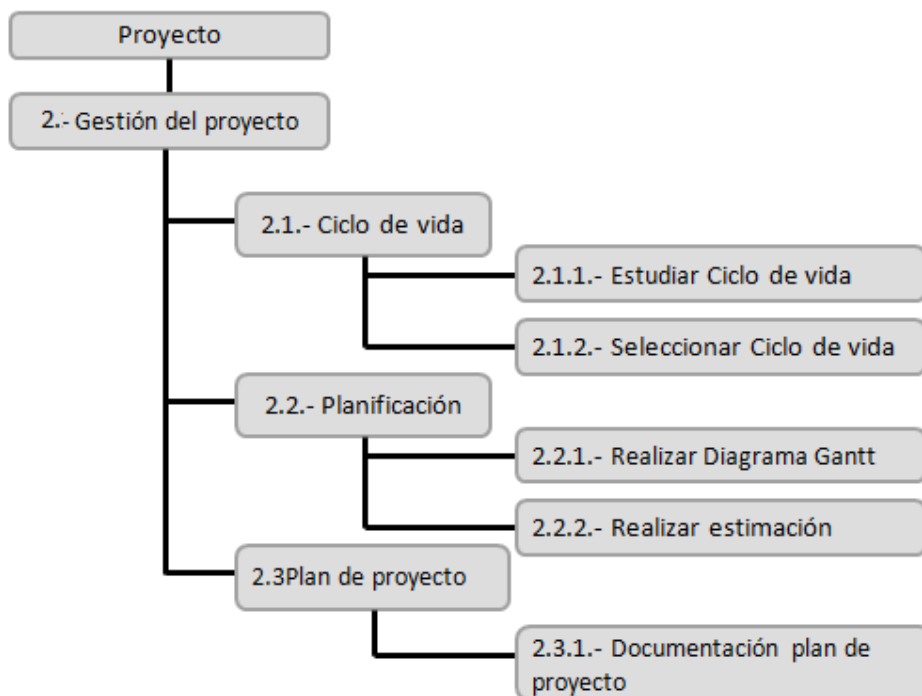 Proyecto
2.- Gestión del proyecto
2.1.- Ciclo de vida
2.1.1.- Estudiar Ciclo de vida
2.1.2.- Seleccionar Ciclo de vida
2.2.- Planificación
2.2.1.- Realizar Diagrama Gantt
2.2.2.- Realizar estimación
2.3Plan de proyecto
2.3.1.- Documentación plan de
proyecto